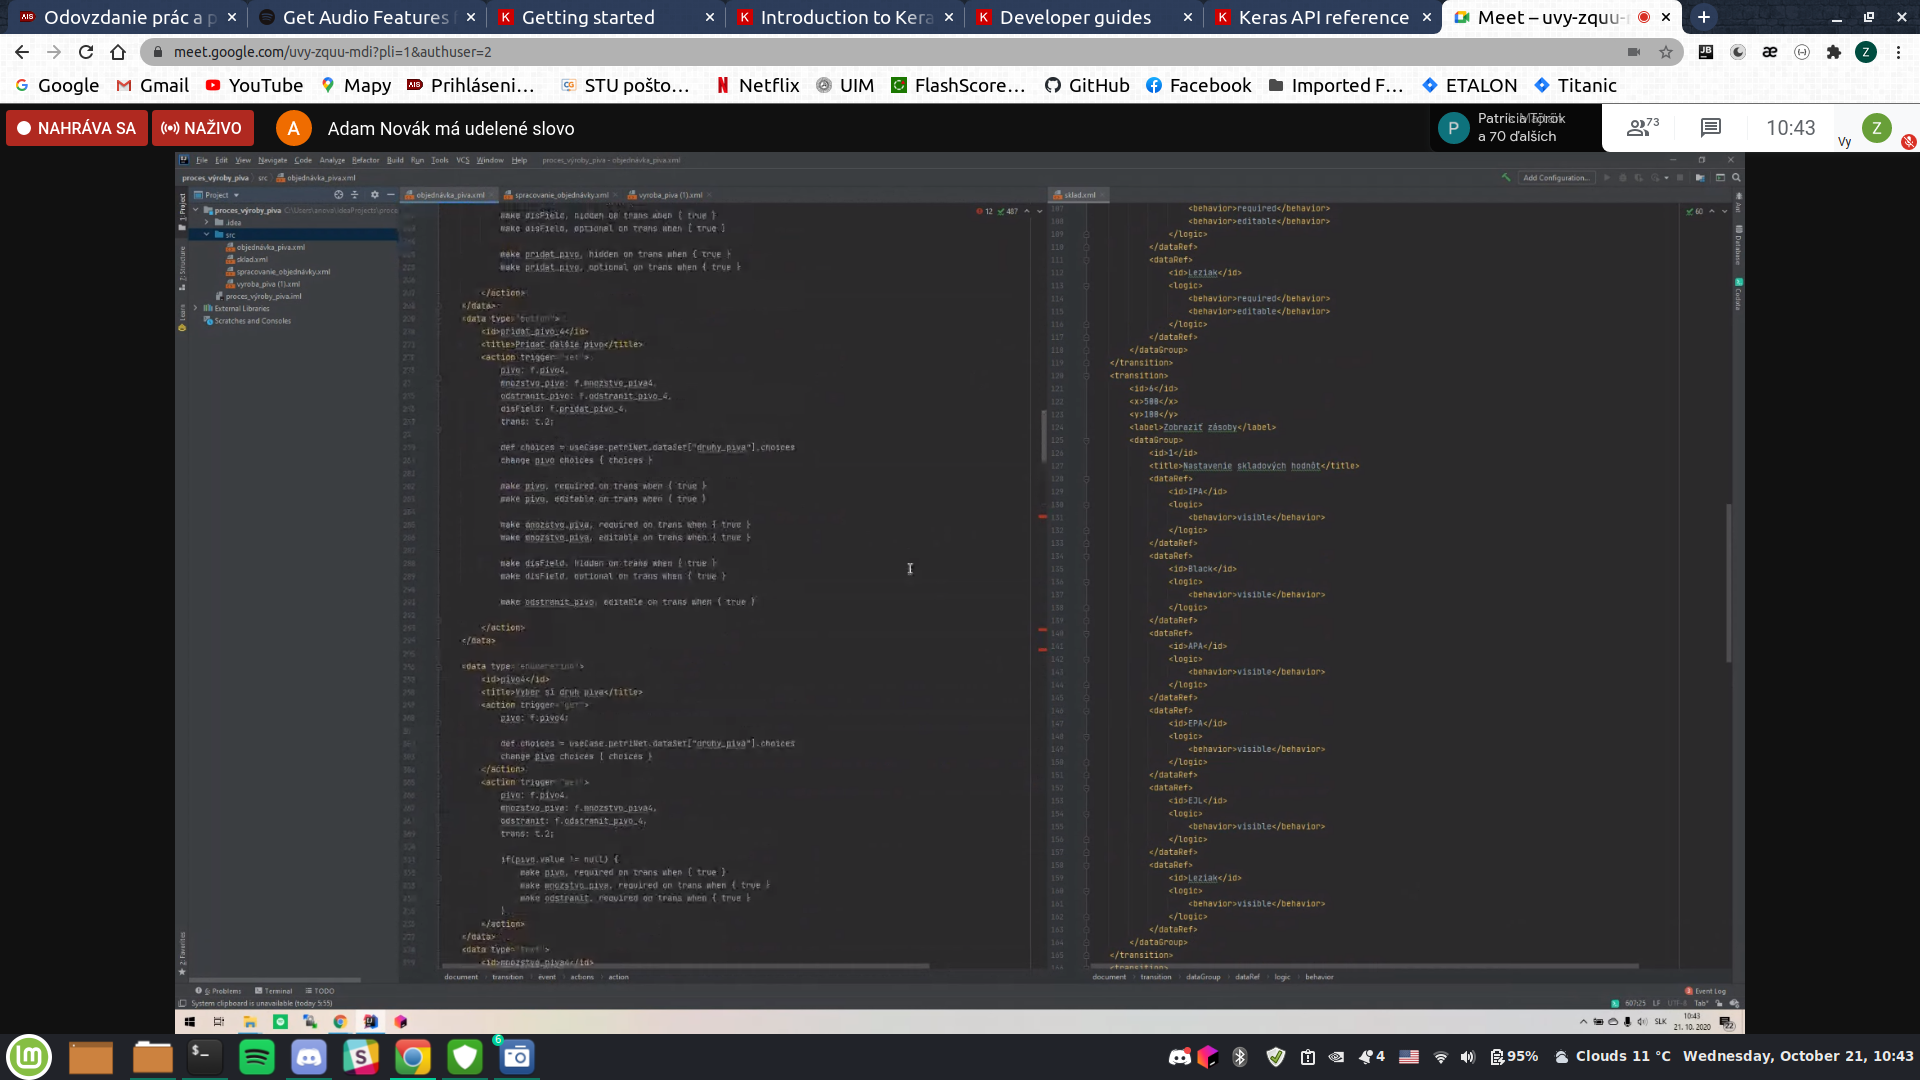 Odovzdanie prác a p
Get Audio Features f
Getting started
Introduction to Kera
Developer guides
Keras API reference
Meet – uvy-zquu-
meet.google.com/uvy-zquu-mdi?pli=1&authuser=2
Google
Gmail
YouTube
Mapy
Prihláseni...
STU pošto...
Netflix
UIM
FlashScore...
GitHub
Facebook
Imported F...
ETALON
Titanic
NAHRÁVA SA
NAŽIVO
A
Adam Novák má udelené slovo
P
a 70 ďalších
73
10:43
Vy
Z
File Edit View Navigate Code Analyze Refactor Build Run Tools VCS Window Help proces_výroby_piva - objednávka_piva.xml
proces_výroby_piva src objednávka_piva.xml
Add Configuration...
Project
objednávka_piva.xml
spracovanie_objednávky.xml
vyroba_piva (1).xml
sklad.xml
proces_výroby_piva
.idea
src
objednávka_piva.xml
sklad.xml
spracovanie_objednávky.xml
vyroba_piva (1).xml
proces_výroby_piva.iml
External Libraries
Scratches and Consoles
12 487
make disField, hidden on trans when { true }
make disField, optional on trans when { true }
make pridat_pivo, hidden on trans when { true }
make pridat_pivo, optional on trans when { true }
</action>
</data>
<data type="button">
<id>pridat_pivo_4</id>
<title>Pridať ďalšie pivo</title>
<action trigger="set">
pivo: f.pivo4,
mnozstvo_piva: f.mnozstvo_piva4,
odstranit_pivo: f.odstranit_pivo_4,
disField: f.pridat_pivo_4,
trans: t.2;
def choices = useCase.petriNet.dataSet["druhy_piva"].choices
change pivo choices { choices }
make pivo, required on trans when { true }
make pivo, editable on trans when { true }
make mnozstvo_piva, required on trans when { true }
make mnozstvo_piva, editable on trans when { true }
make disField, hidden on trans when { true }
make disField, optional on trans when { true }
make odstranit_pivo, editable on trans when { true }
</action>
</data>
<data type="enumeration">
<id>pivo4</id>
<title>Vyber si druh piva</title>
<action trigger="get">
pivo: f.pivo4;
def choices = useCase.petriNet.dataSet["druhy_piva"].choices
change pivo choices { choices }
</action>
<action trigger="set">
pivo: f.pivo4,
mnozstvo_piva: f.mnozstvo_piva4,
odstranit: f.odstranit_pivo_4,
trans: t.2;
if(pivo.value != null) {
make pivo, required on trans when { true }
make mnozstvo_piva, required on trans when { true }
make odstranit, required on trans when { true }
}
</action>
</data>
<data type="text">
<id>mnozstvo_piva4</id>
document transition event actions action
60
<behavior>required</behavior>
<behavior>editable</behavior>
</logic>
</dataRef>
<dataRef>
<id>Leziak</id>
<logic>
<behavior>required</behavior>
<behavior>editable</behavior>
</logic>
</dataRef>
</dataGroup>
</transition>
<transition>
<id>6</id>
<x>500</x>
<y>100</y>
<label>Zobraziť zásoby</label>
<dataGroup>
<id>1</id>
<title>Nastavenie skladových hodnôt</title>
<dataRef>
<id>IPA</id>
<logic>
<behavior>visible</behavior>
</logic>
</dataRef>
<dataRef>
<id>Black</id>
<logic>
<behavior>visible</behavior>
</logic>
</dataRef>
<dataRef>
<id>APA</id>
<logic>
<behavior>visible</behavior>
</logic>
</dataRef>
<dataRef>
<id>EPA</id>
<logic>
<behavior>visible</behavior>
</logic>
</dataRef>
<dataRef>
<id>EJL</id>
<logic>
<behavior>visible</behavior>
</logic>
</dataRef>
<dataRef>
<id>Leziak</id>
<logic>
<behavior>visible</behavior>
</logic>
</dataRef>
</dataGroup>
</transition>
<transition>
document transition dataGroup dataRef logic behavior
6: Problems Terminal TODO
Event Log
System clipboard is unavailable (today 5:55)
607:25 LF UTF-8 Tab*
SLK
10:43
21. 10. 2020
22
6
4
95%
Clouds 11 °C
Wednesday, October 21, 10:43